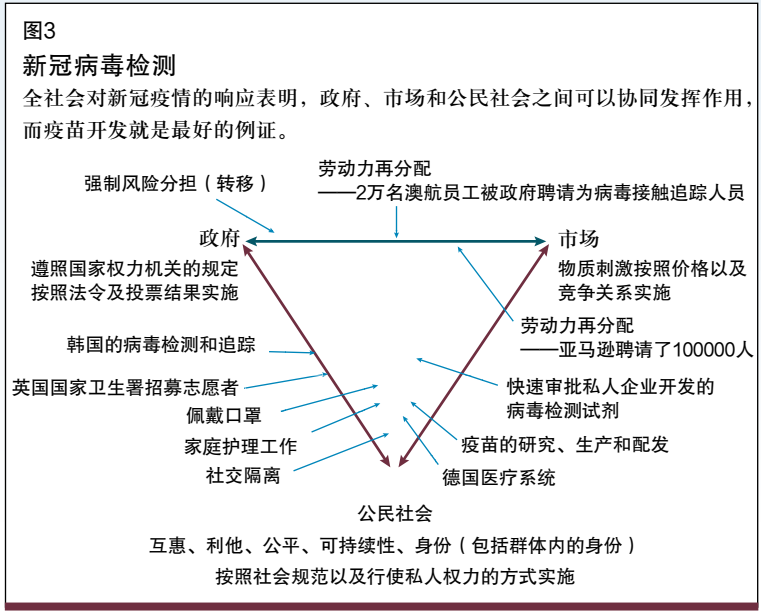 图3
新冠病毒检测
全社会对新冠疫情的响应表明，政府、市场和公民社会之间可以协同发挥作用，
而疫苗开发就是最好的例证。
劳动力再分配
——2万名澳航员工被政府聘请为病毒接触追踪人员
强制风险分担（转移）
政府
市场
遵照国家权力机关的规定
按照法令及投票结果实施
物质刺激按照价格以及
竞争关系实施
劳动力再分配
——亚马逊聘请了100000人
韩国的病毒检测和追踪
英国国家卫生署招募志愿者
快速审批私人企业开发的
病毒检测试剂
佩戴口罩
家庭护理工作
疫苗的研究、生产和配发
社交隔离
德国医疗系统
公民社会
互惠、利他、公平、可持续性、身份（包括群体内的身份）
按照社会规范以及行使私人权力的方式实施